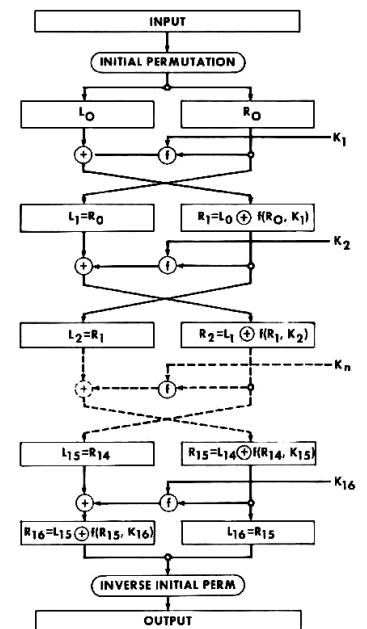 INPUT
INITIAL PERMUTATION
L0 R0
K1
+ f
L1=R0 R1=L0 ⊕ f(R0, K1)
K2
+ f
L2=R1 R2=L1 ⊕ f(R1, K2)
Kn
+ f
L15=R14 R15=L14 ⊕ f(R14, K15)
K16
+ f
R16=L15 ⊕ f(R15, K16) L16=R15
INVERSE INITIAL PERM
OUTPUT